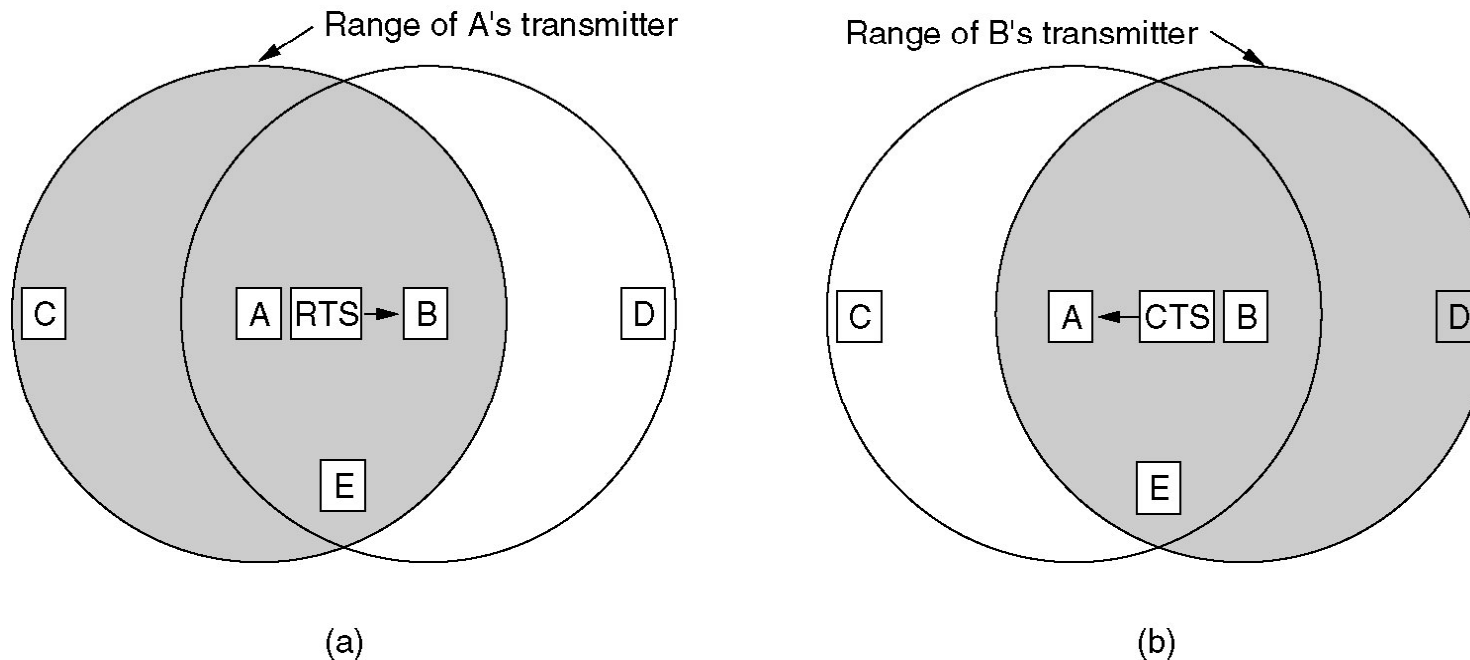 Range of A's transmitter
Range of B's transmitter
C
A
RTS
B
D
C
A
CTS
B
D
E
E
(a)
(b)